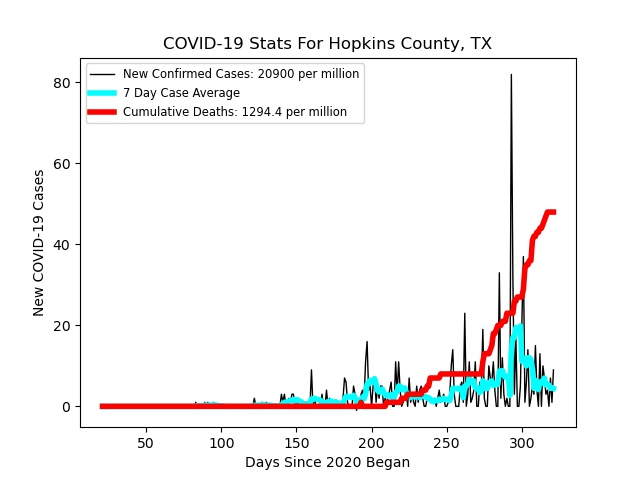 COVID-19 Stats For Hopkins County, TX
New Confirmed Cases: 20900 per million
7 Day Case Average
Cumulative Deaths: 1294.4 per million
New COVID-19 Cases
80
60
40
20
0
50 100 150 200 250 300
Days Since 2020 Began